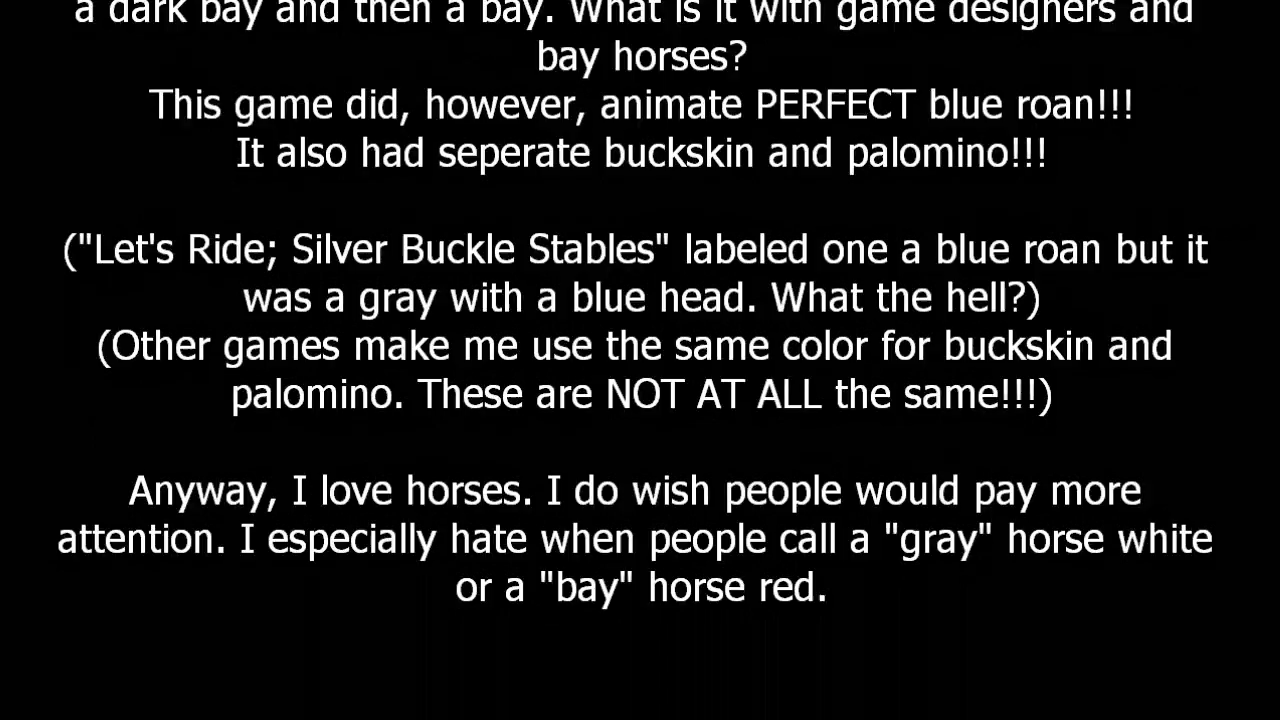 a dark bay and then a bay. What is it with game designers and
bay horses?
This game did, however, animate PERFECT blue roan!!!
It also had seperate buckskin and palomino!!!
("Let's Ride; Silver Buckle Stables" labeled one a blue roan but it
was a gray with a blue head. What the hell?)
(Other games make me use the same color for buckskin and
palomino. These are NOT AT ALL the same!!!)
Anyway, I love horses. I do wish people would pay more
attention. I especially hate when people call a "gray" horse white
or a "bay" horse red.